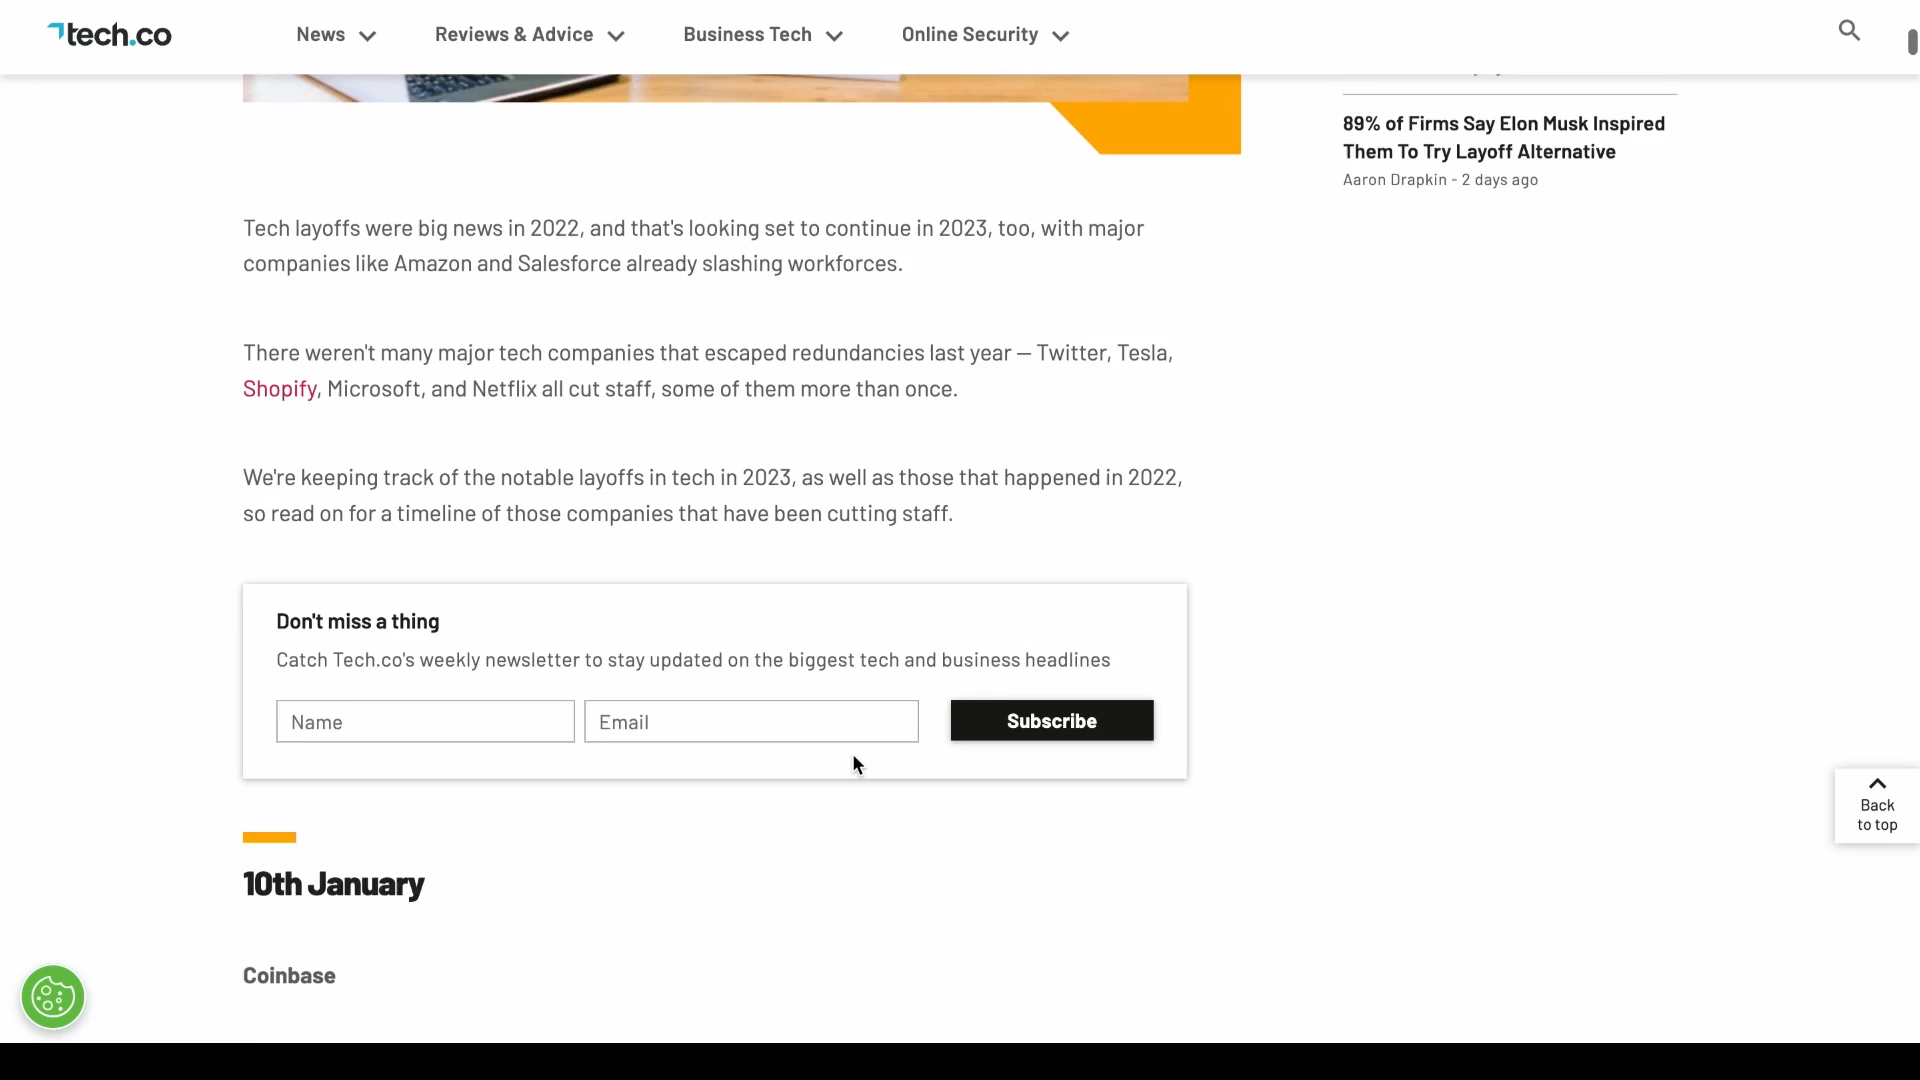 tech.co
News
Reviews & Advice
Business Tech
Online Security
89% of Firms Say Elon Musk Inspired
Them To Try Layoff Alternative
Aaron Drapkin - 2 days ago
Tech layoffs were big news in 2022, and that's looking set to continue in 2023, too, with major
companies like Amazon and Salesforce already slashing workforces.
There weren't many major tech companies that escaped redundancies last year — Twitter, Tesla,
Shopify, Microsoft, and Netflix all cut staff, some of them more than once.
We're keeping track of the notable layoffs in tech in 2023, as well as those that happened in 2022,
so read on for a timeline of those companies that have been cutting staff.
Don't miss a thing
Catch Tech.co's weekly newsletter to stay updated on the biggest tech and business headlines
Name
Email
Subscribe
Back
to top
10th January
Coinbase